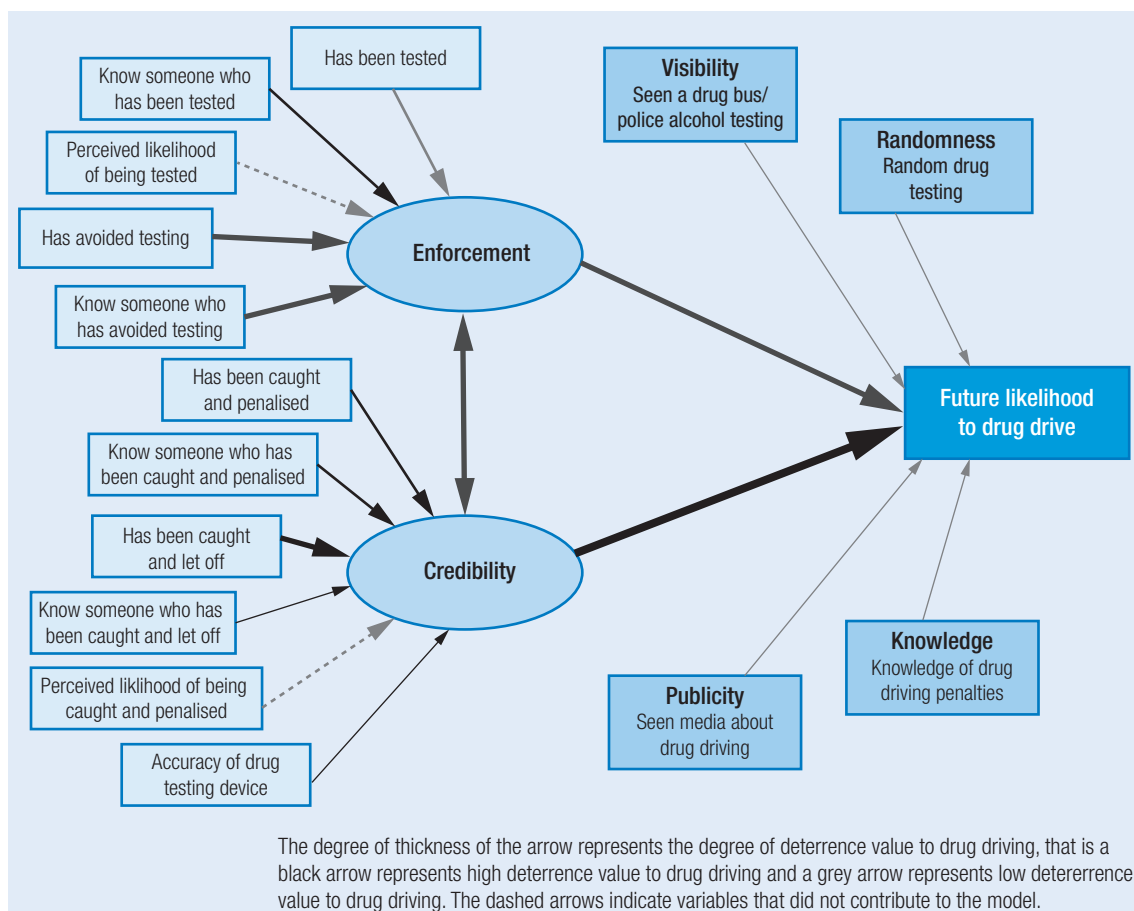 Has been tested
Know someone who
has been tested
Perceived likelihood
of being tested
Has avoided testing
Know someone who
has avoided testing
Enforcement
Has been caught
and penalised
Know someone who has
been caught and penalised
Has been caught
and let off
Know someone who has
been caught and let off
Perceived liklihood of being
caught and penalised
Accuracy of drug
testing device
Credibility
Visibility
Seen a drug bus/
police alcohol testing
Randomness
Random drug
testing
Future likelihood
to drug drive
Knowledge
Knowledge of drug
driving penalties
Publicity
Seen media about
drug driving
The degree of thickness of the arrow represents the degree of deterrence value to drug driving, that is a
black arrow represents high deterrence value to drug driving and a grey arrow represents low detererrence
value to drug driving. The dashed arrows indicate variables that did not contribute to the model.